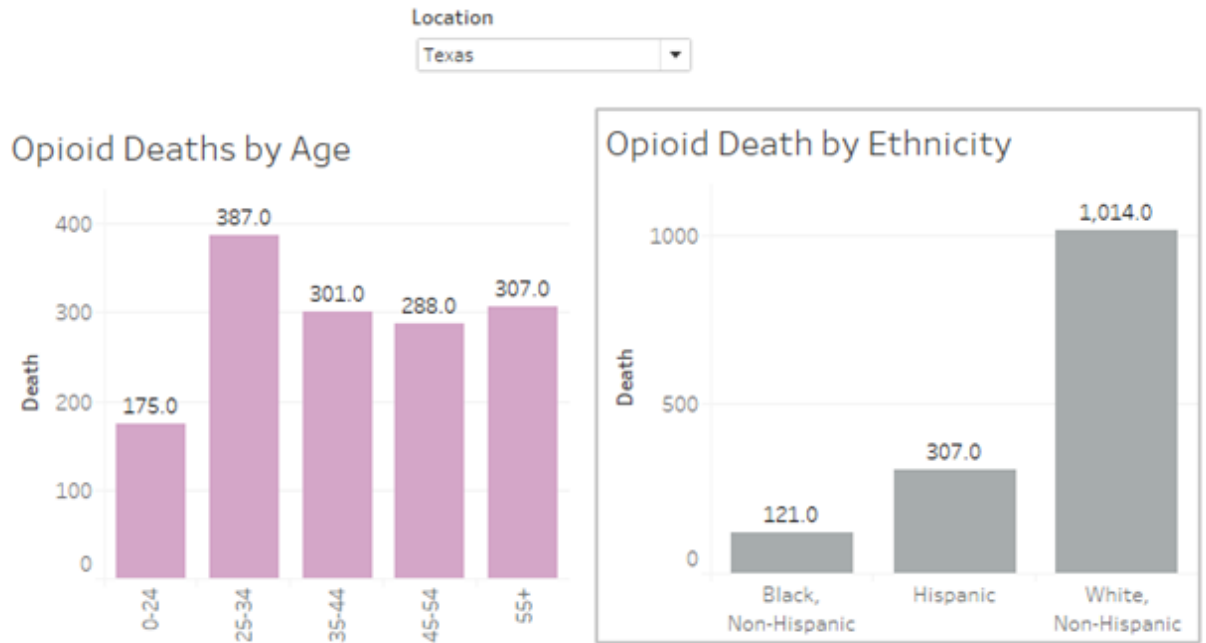 Location
Texas
Opioid Deaths by Age
Death
400
300
200
100
0
175.0
387.0
301.0
288.0
307.0
0-24
25-34
35-44
45-54
55+
Opioid Death by Ethnicity
Death
1000
500
0
121.0
307.0
1,014.0
Black,
Non-Hispanic
Hispanic
White,
Non-Hispanic